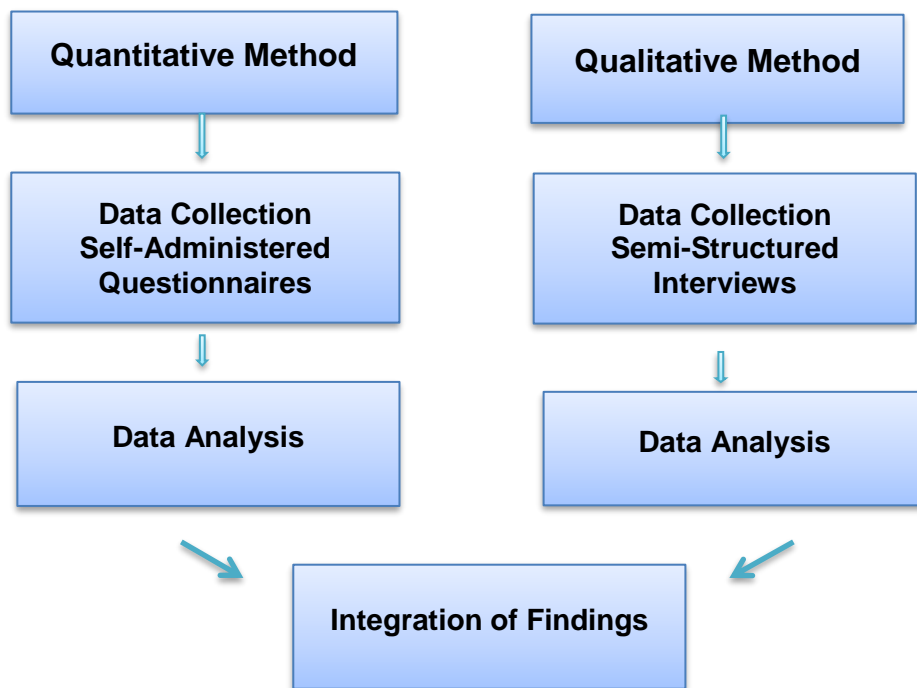 Quantitative Method
Qualitative Method
Data Collection
Self-Administered
Questionnaires
Data Collection
Semi-Structured
Interviews
Data Analysis
Data Analysis
Integration of Findings